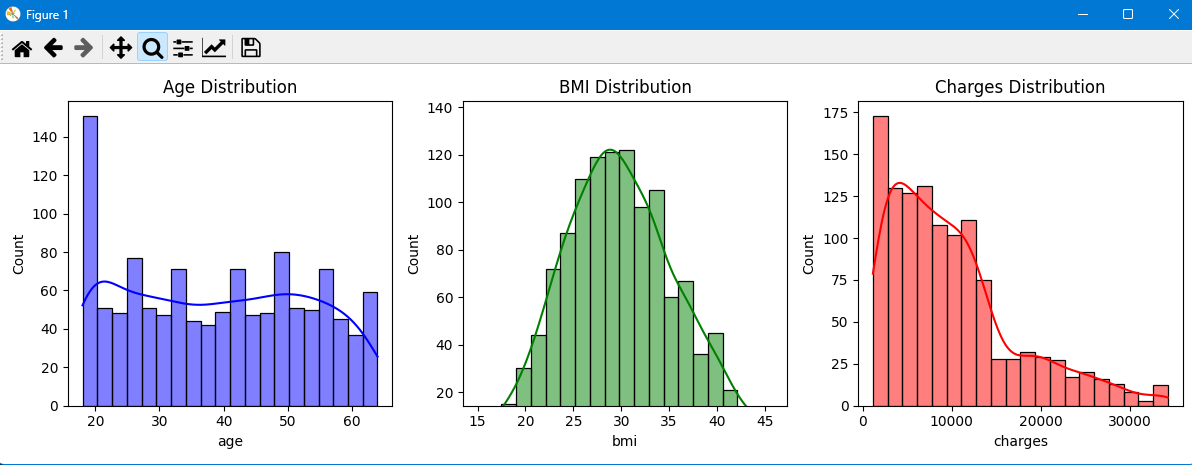 Figure 1
Age Distribution
140
120
100
80
60
40
20
0
Count
20 30 40 50 60
age
BMI Distribution
140
120
100
80
60
40
20
Count
15 20 25 30 35 40 45
bmi
Charges Distribution
175
150
125
100
75
50
25
0
Count
0 10000 20000 30000
charges